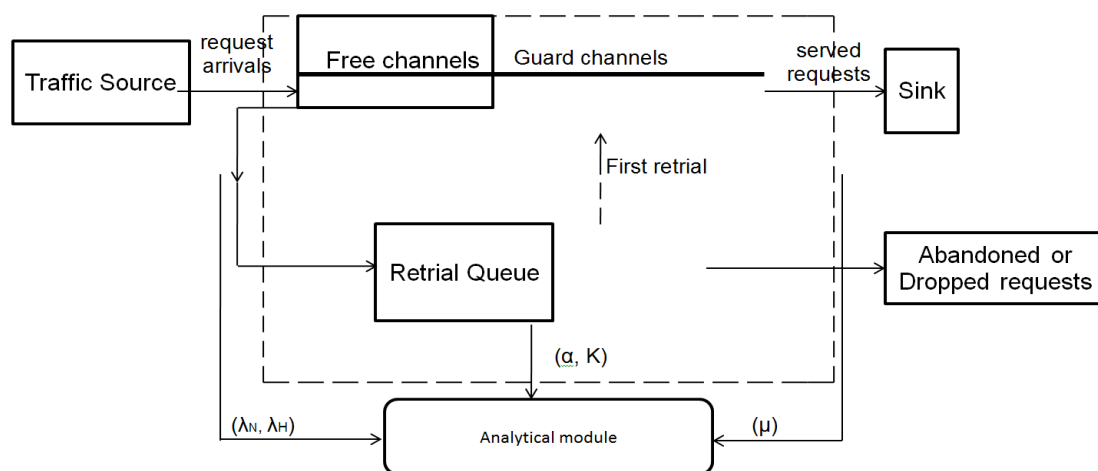 request
arrivals
Traffic Source
Free channels
Guard channels
served
requests
Sink
First retrial
Retrial Queue
Abandoned or
Dropped requests
(α, K)
(λN, λH)
Analytical module
(μ)